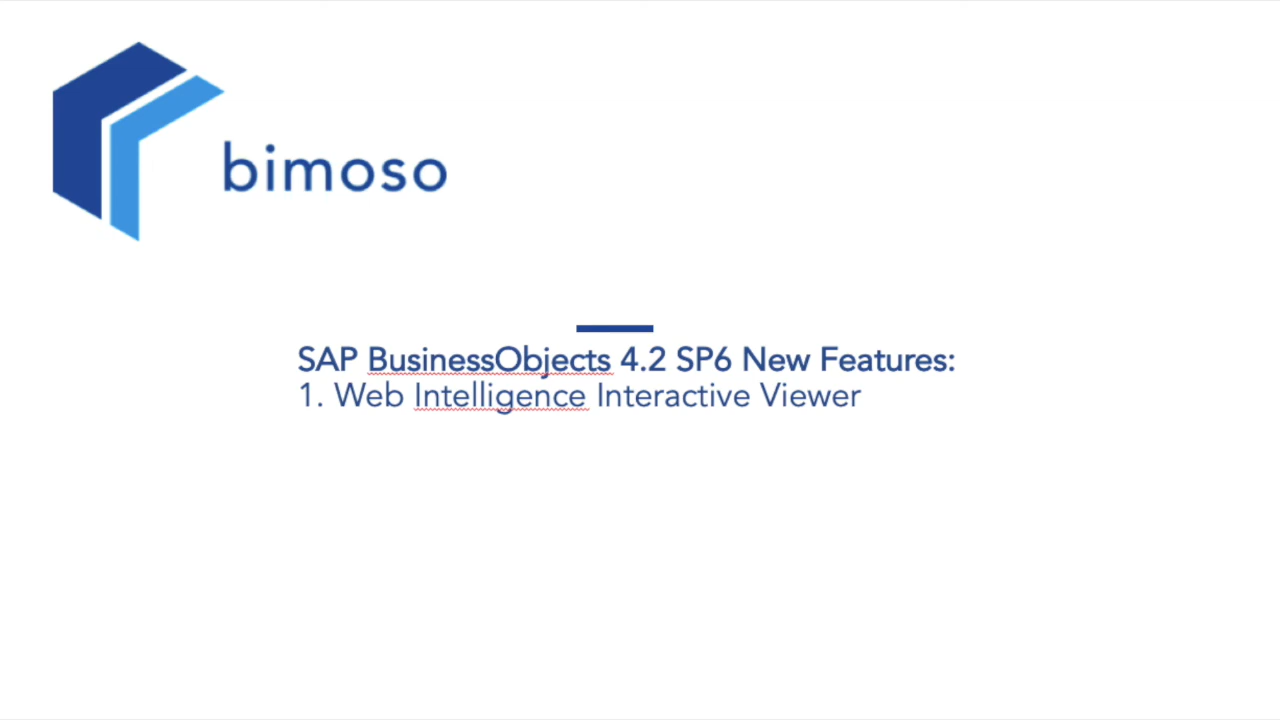 bimoso
SAP BusinessObjects 4.2 SP6 New Features:
1. Web Intelligence Interactive Viewer